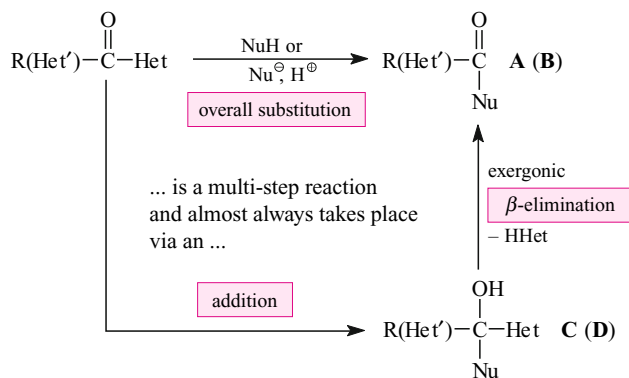 O
R(Het′)—C—Het
NuH or
Nu⊖, H⊕
overall substitution
O
R(Het′)—C A (B)
Nu
... is a multi-step reaction
and almost always takes place
via an ...
exergonic
β-elimination
– HHet
addition
OH
R(Het′)—C—Het C (D)
Nu